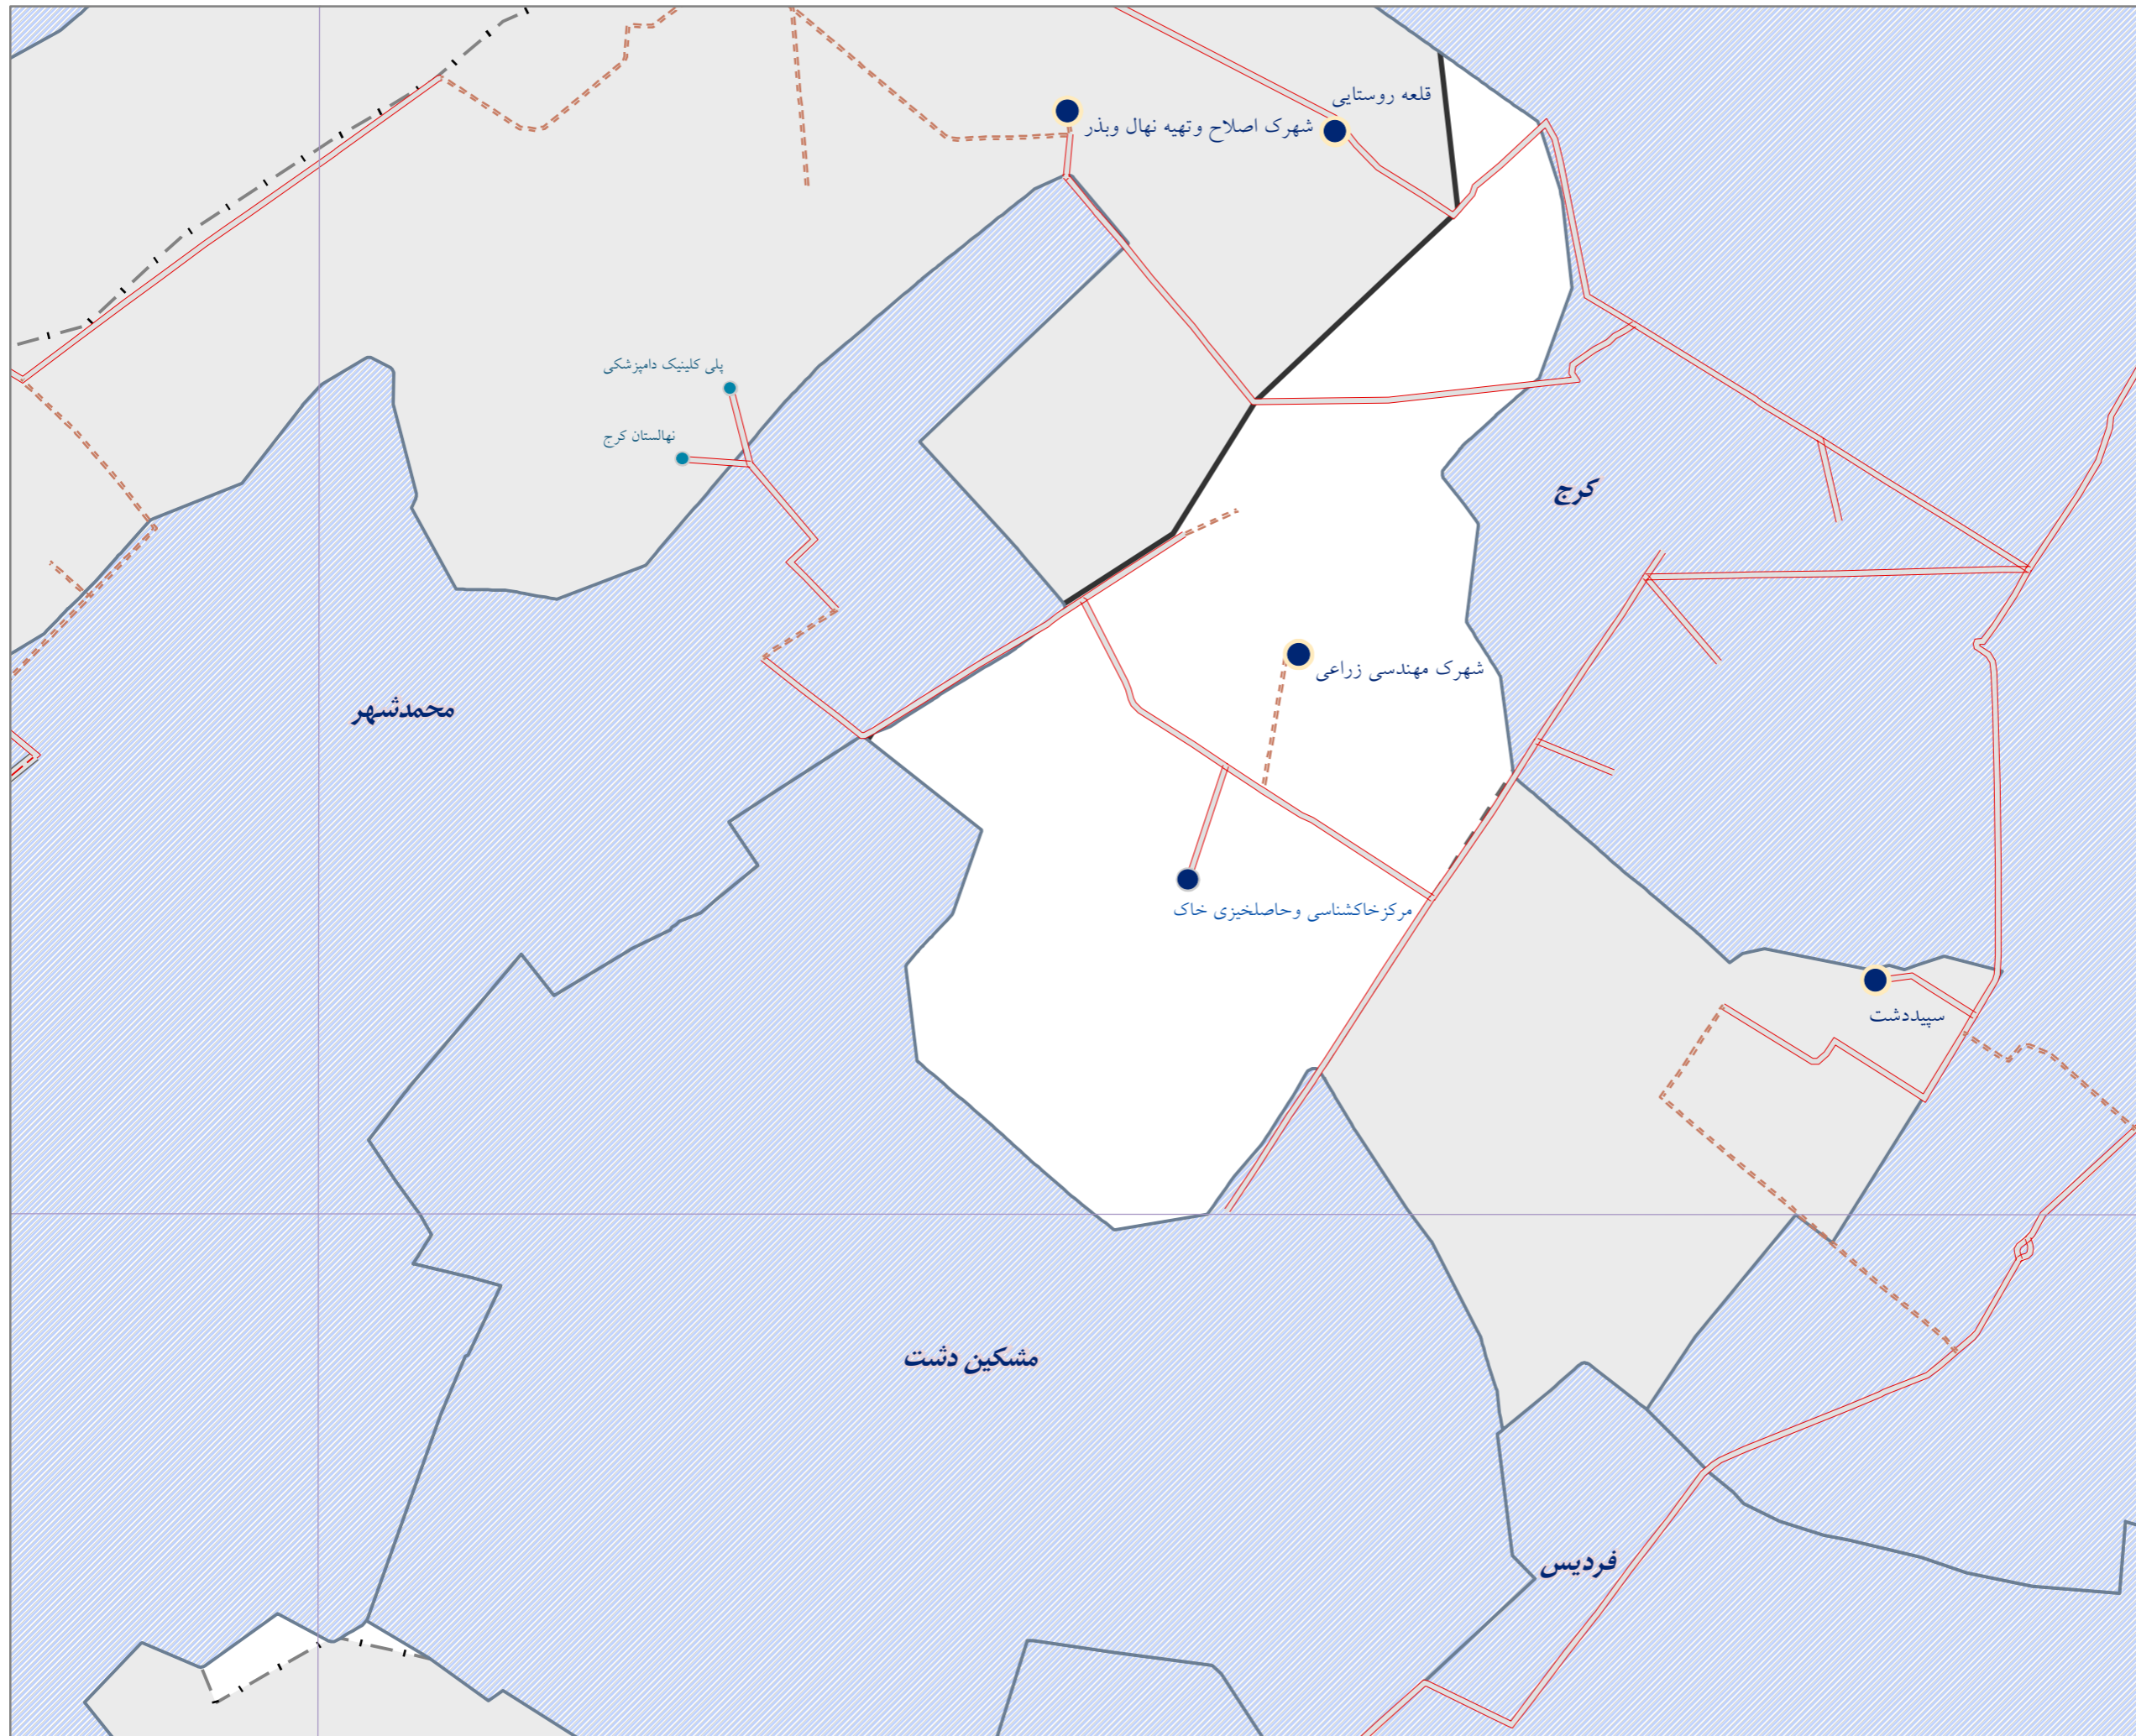 قلعه روستایی
شهرک اصلاح وتهیه نهال وبذر
پلی کلینیک دامپزشکی
نهالستان کرج
کرج
شهرک مهندسی زراعی
محمدشهر
مرکزخاکشناسی وحاصلخیزی خاک
سپیددشت
مشکین دشت
فردیس